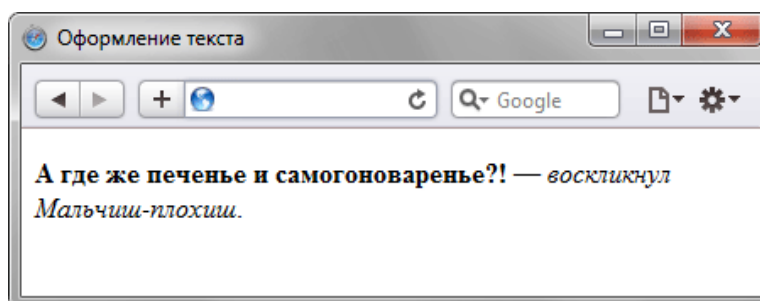 Оформление текста
Google
А где же печенье и самогоноваренье?! — воскликнул
Мальчиш-плохиш.